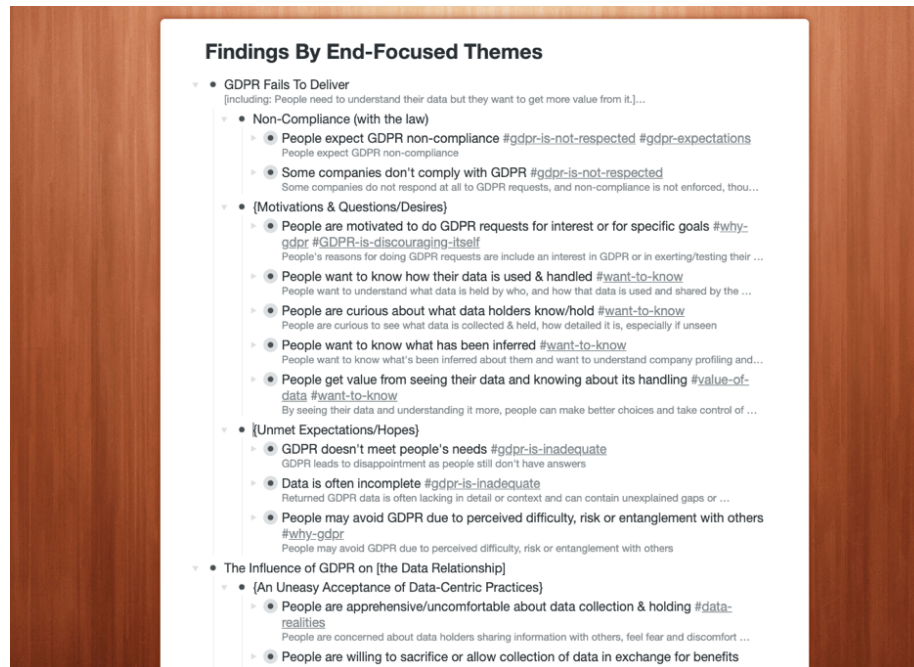 Findings By End-Focused Themes
GDPR Fails To Deliver
[including: People need to understand their data but they want to get more value from it.]...
Non-Compliance (with the law)
People expect GDPR non-compliance #gdpr-is-not-respected #gdpr-expectations
People expect GDPR non-compliance
Some companies don't comply with GDPR #gdpr-is-not-respected
Some companies do not respond at all to GDPR requests, and non-compliance is not enforced, thou...
{Motivations & Questions/Desires}
People are motivated to do GDPR requests for interest or for specific goals #why-
gdpr #GDPR-is-discouraging-itself
People's reasons for doing GDPR requests are include an interest in GDPR or in exerting/testing their ...
People want to know how their data is used & handled #want-to-know
People want to understand what data is held by who, and how that data is used and shared by the ...
People are curious about what data holders know/hold #want-to-know
People are curious to see what data is collected & held, how detailed it is, especially if unseen
People want to know what has been inferred #want-to-know
People want to know what's been inferred about them and want to understand company profiling and...
People get value from seeing their data and knowing about its handling #value-of-
data #want-to-know
By seeing their data and understanding it more, people can make better choices and take control of ...
{Unmet Expectations/Hopes}
GDPR doesn't meet people's needs #gdpr-is-inadequate
GDPR leads to disappointment as people still don't have answers
Data is often incomplete #gdpr-is-inadequate
Returned GDPR data is often lacking in detail or context and can contain unexplained gaps or ...
People may avoid GDPR due to perceived difficulty, risk or entanglement with others
#why-gdpr
People may avoid GDPR due to perceived difficulty, risk or entanglement with others
The Influence of GDPR on [the Data Relationship]
{An Uneasy Acceptance of Data-Centric Practices}
People are apprehensive/uncomfortable about data collection & holding #data-
realities
People are concerned about data holders sharing information with others, feel fear and discomfort ...
People are willing to sacrifice or allow collection of data in exchange for benefits